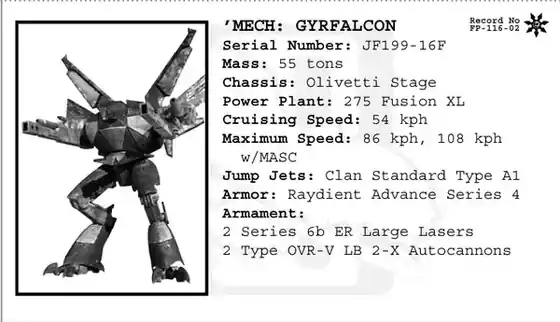 ’MECH: GYRFALCON
Record No
FP-116-02
Serial Number: JF199-16F
Mass: 55 tons
Chassis: Olivetti Stage
Power Plant: 275 Fusion XL
Cruising Speed: 54 kph
Maximum Speed: 86 kph, 108 kph
w/MASC
Jump Jets: Clan Standard Type A1
Armor: Raydient Advance Series 4
Armament:
2 Series 6b ER Large Lasers
2 Type OVR-V LB 2-X Autocannons